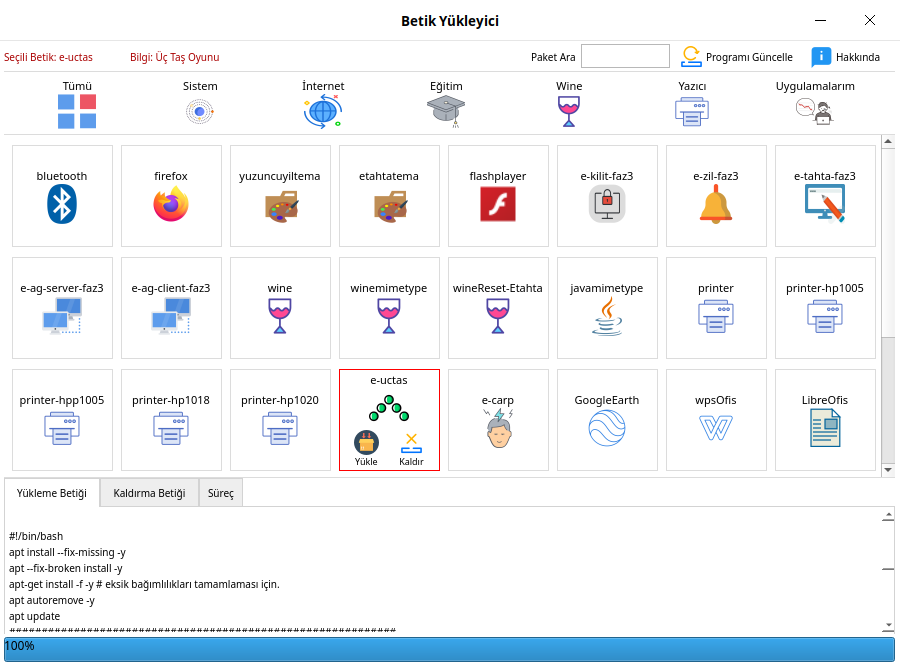 Betik Yükleyici
Seçili Betik: e-uctas
Bilgi: Üç Taş Oyunu
Paket Ara
Programı Güncelle
Hakkında
Tümü
Sistem
İnternet
Eğitim
Wine
Yazıcı
Uygulamalarım
bluetooth
firefox
yuzuncuyiltema
etahtatema
flashplayer
e-kilit-faz3
e-zil-faz3
e-tahta-faz3
e-ag-server-faz3
e-ag-client-faz3
wine
winemimetype
wineReset-Etahta
javamimetype
printer
printer-hp1005
printer-hpp1005
printer-hp1018
printer-hp1020
e-uctas
Yükle
Kaldır
e-carp
GoogleEarth
wpsOfis
LibreOfis
Yükleme Betiği
Kaldırma Betiği
Süreç
#!/bin/bash
apt install --fix-missing -y
apt --fix-broken install -y
apt-get install -f -y # eksik bağımlılıkları tamamlaması için.
apt autoremove -y
apt update
############################################################
100%